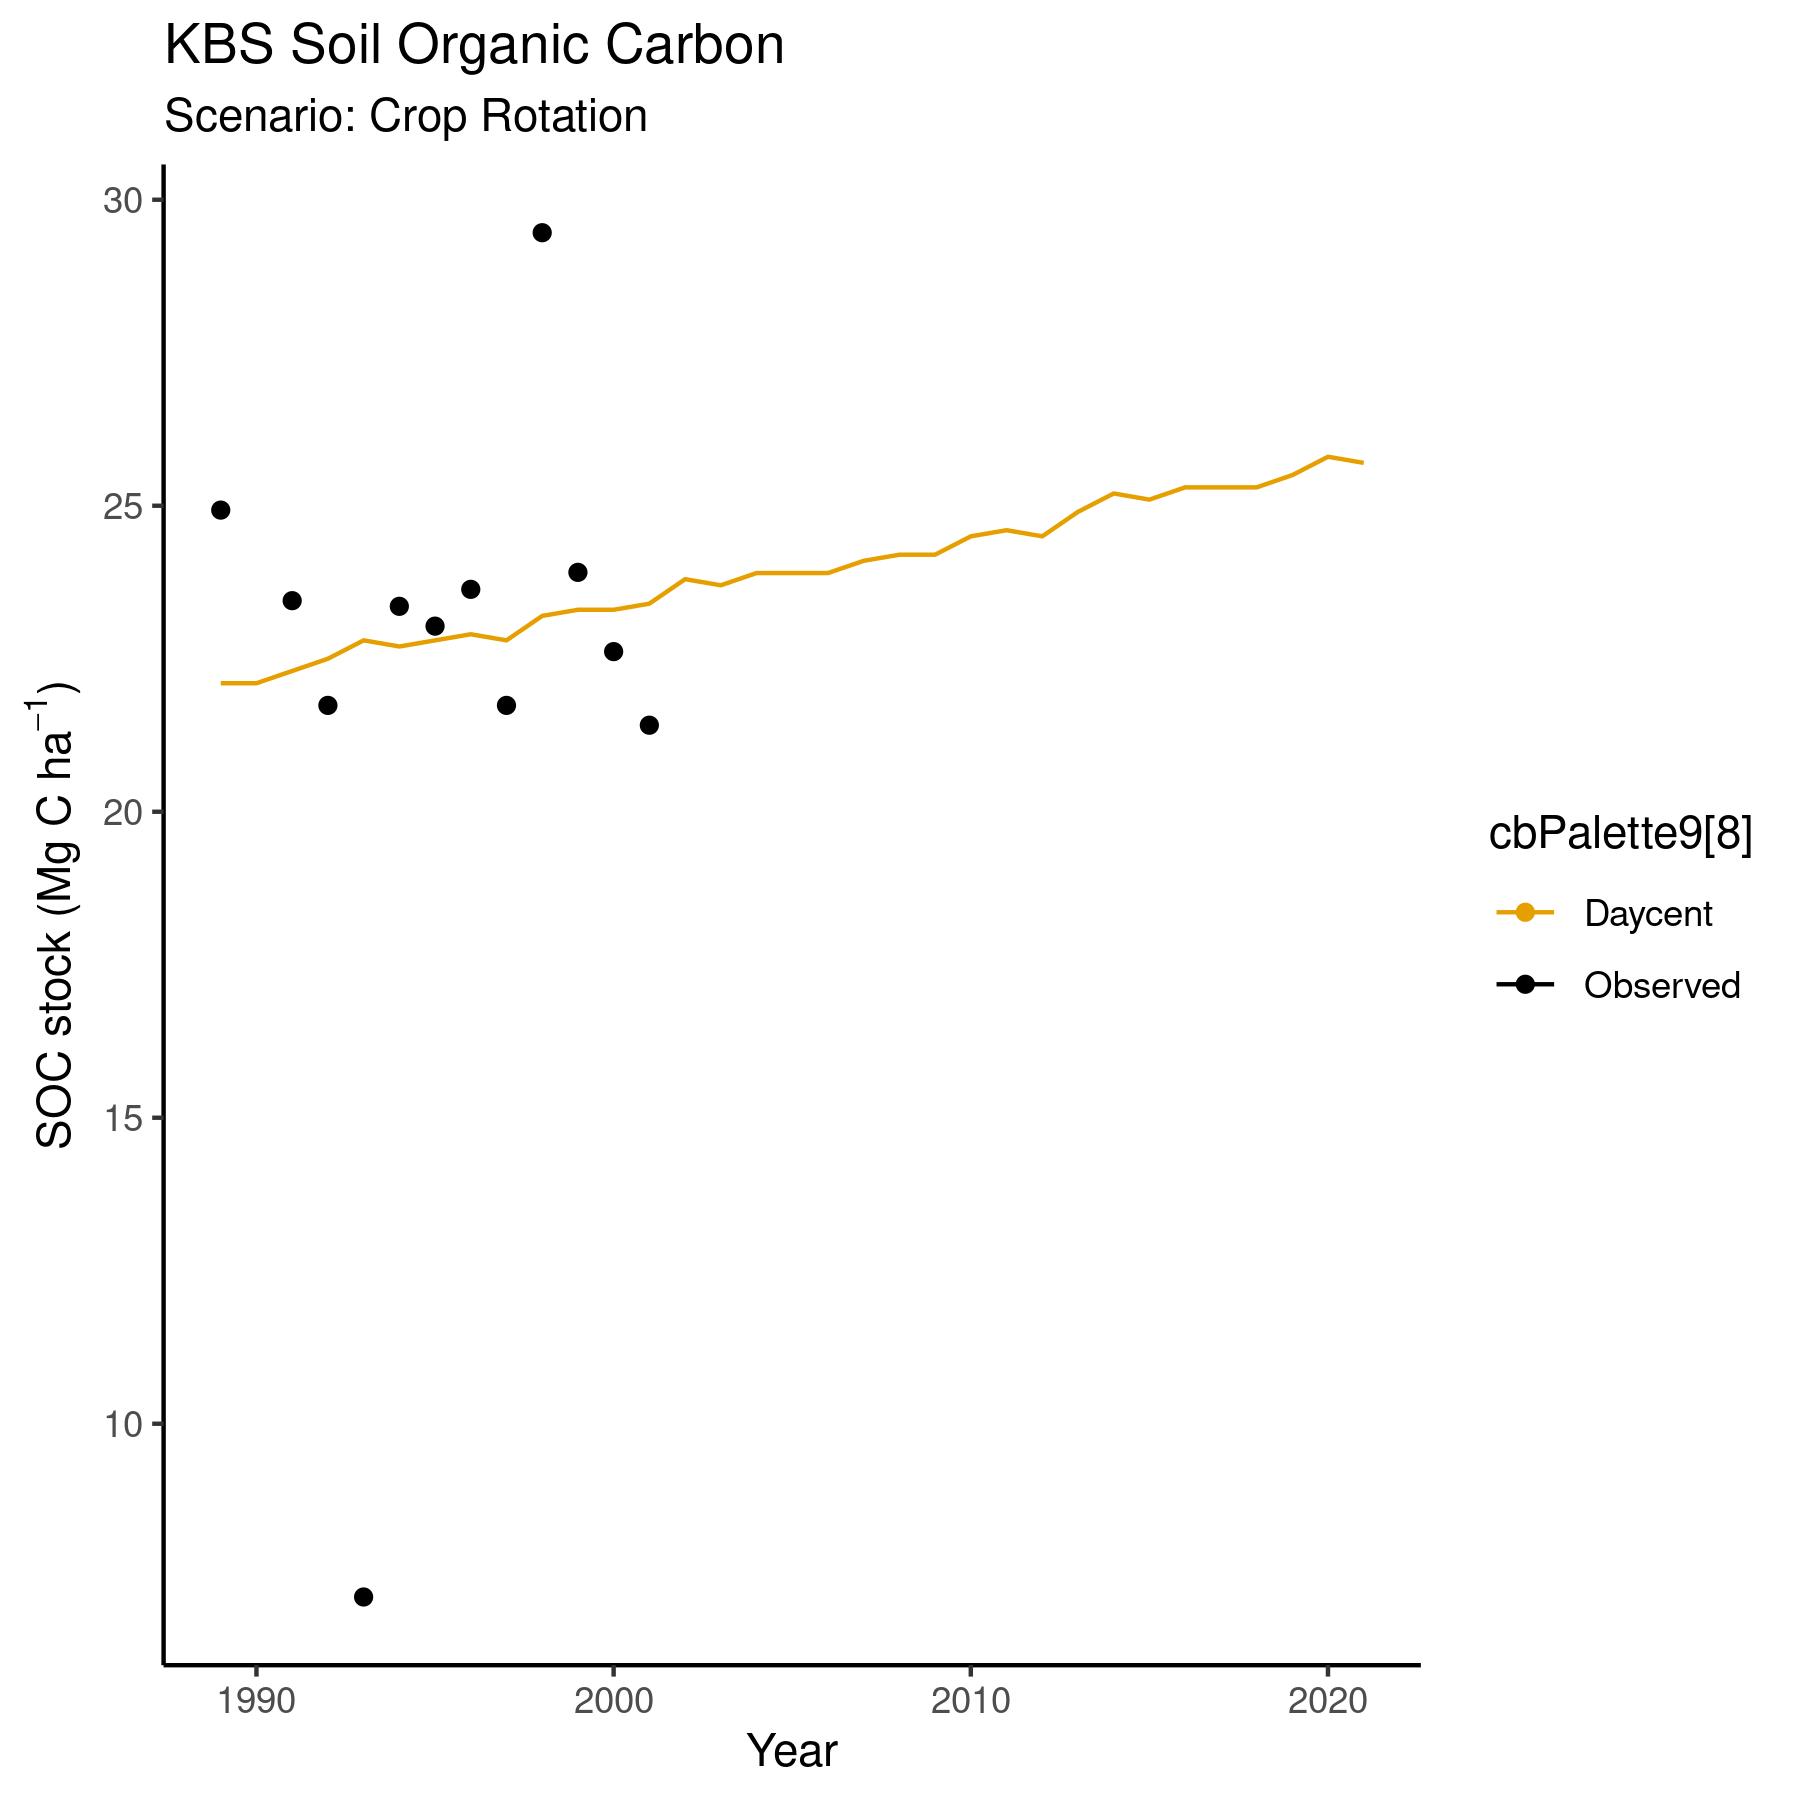 KBS Soil Organic Carbon
Scenario: Crop Rotation
30
25
20
15
10
SOC stock (Mg C ha⁻¹)
1990 2000 2010 2020
Year
cbPalette9[8]
Daycent
Observed